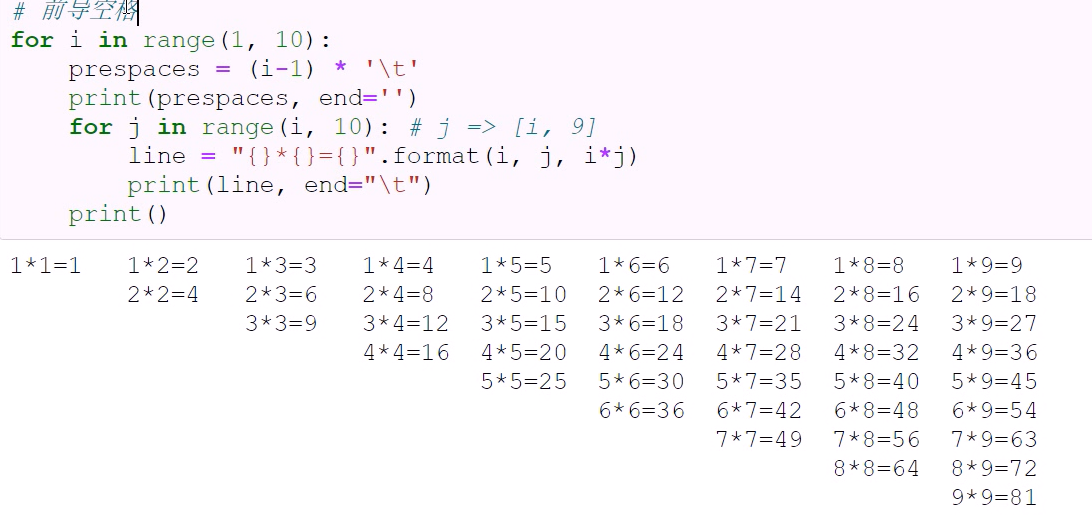 # 前导空格
for i in range(1, 10):
    prespaces = (i-1) * '\t'
    print(prespaces, end='')
    for j in range(i, 10): # j => [i, 9]
        line = "{}*{}={}".format(i, j, i*j)
        print(line, end="\t")
    print()
1*1=1 1*2=2 1*3=3 1*4=4 1*5=5 1*6=6 1*7=7 1*8=8 1*9=9
2*2=4 2*3=6 2*4=8 2*5=10 2*6=12 2*7=14 2*8=16 2*9=18
3*3=9 3*4=12 3*5=15 3*6=18 3*7=21 3*8=24 3*9=27
4*4=16 4*5=20 4*6=24 4*7=28 4*8=32 4*9=36
5*5=25 5*6=30 5*7=35 5*8=40 5*9=45
6*6=36 6*7=42 6*8=48 6*9=54
7*7=49 7*8=56 7*9=63
8*8=64 8*9=72
9*9=81